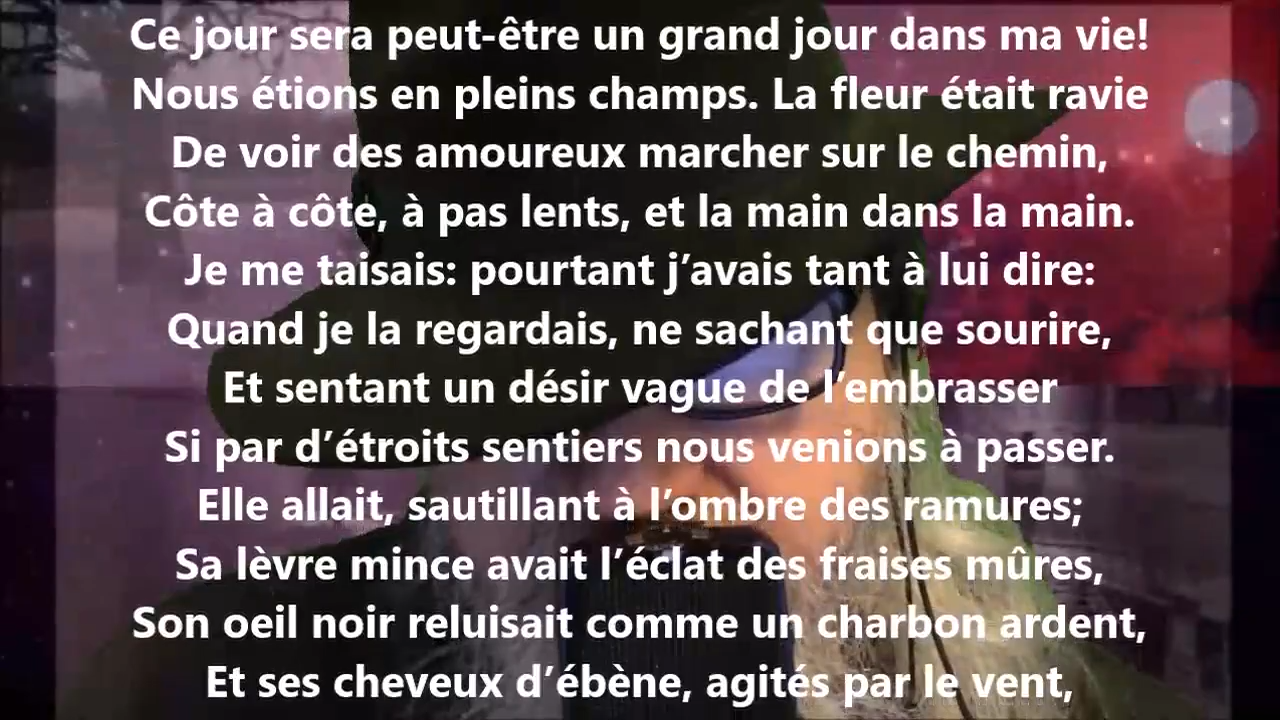 Ce jour sera peut-être un grand jour dans ma vie!
Nous étions en pleins champs. La fleur était ravie
De voir des amoureux marcher sur le chemin,
Côte à côte, à pas lents, et la main dans la main.
Je me taisais: pourtant j’avais tant à lui dire:
Quand je la regardais, ne sachant que sourire,
Et sentant un désir vague de l’embrasser
Si par d’étroits sentiers nous venions à passer.
Elle allait, sautillant à l’ombre des ramures;
Sa lèvre mince avait l’éclat des fraises mûres,
Son oeil noir reluisait comme un charbon ardent,
Et ses cheveux d’ébène, agités par le vent,